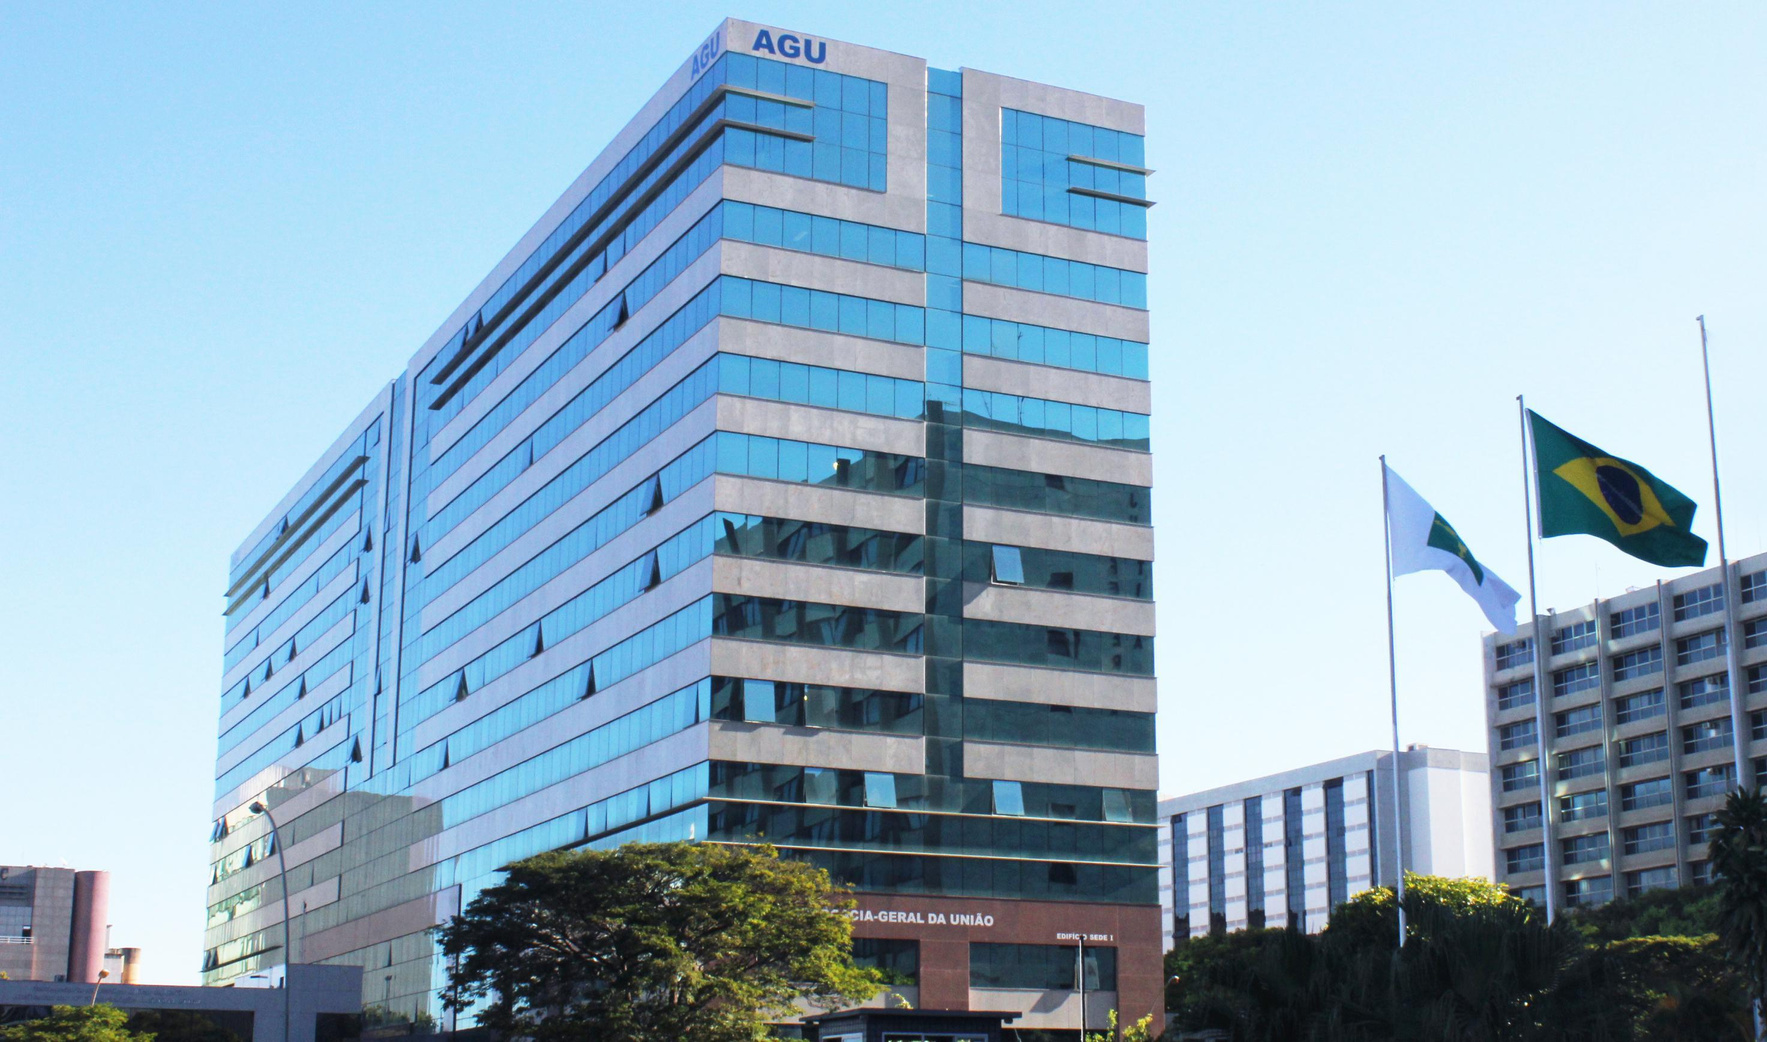 AGU
AGU
CIA-GERAL DA UNIÃO
EDIFÍCIO SEDE I